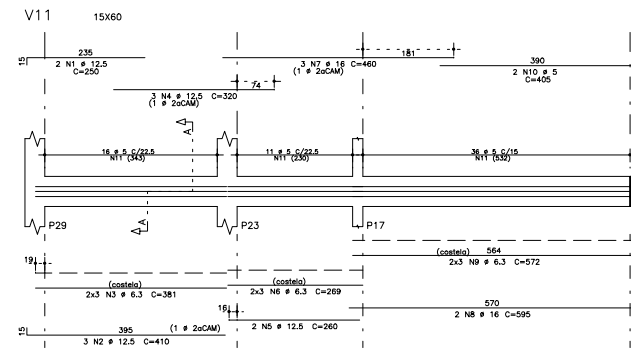 V11 15X60
235
15
2 N1 ø 12.5
C=250
3 N7 ø 16 C=460
(1 ø 2aCAM)
181
390
2 N10 ø 5
C=405
74
3 N4 ø 12.5 C=320
(1 ø 2aCAM)
A
16 ø 5 C/22.5
N11 (343)
11 ø 5 C/22.5
N11 (230)
36 ø 5 C/15
N11 (532)
P29
A
P23
P17
19
(costela)
2x3 N3 ø 6.3 C=381
(costela)
2x3 N6 ø 6.3 C=269
(costela) 564
2x3 N9 ø 6.3 C=572
16
2 N5 ø 12.5 C=260
570
2 N8 ø 16 C=595
15
395 (1 ø 2aCAM)
3 N2 ø 12.5 C=410